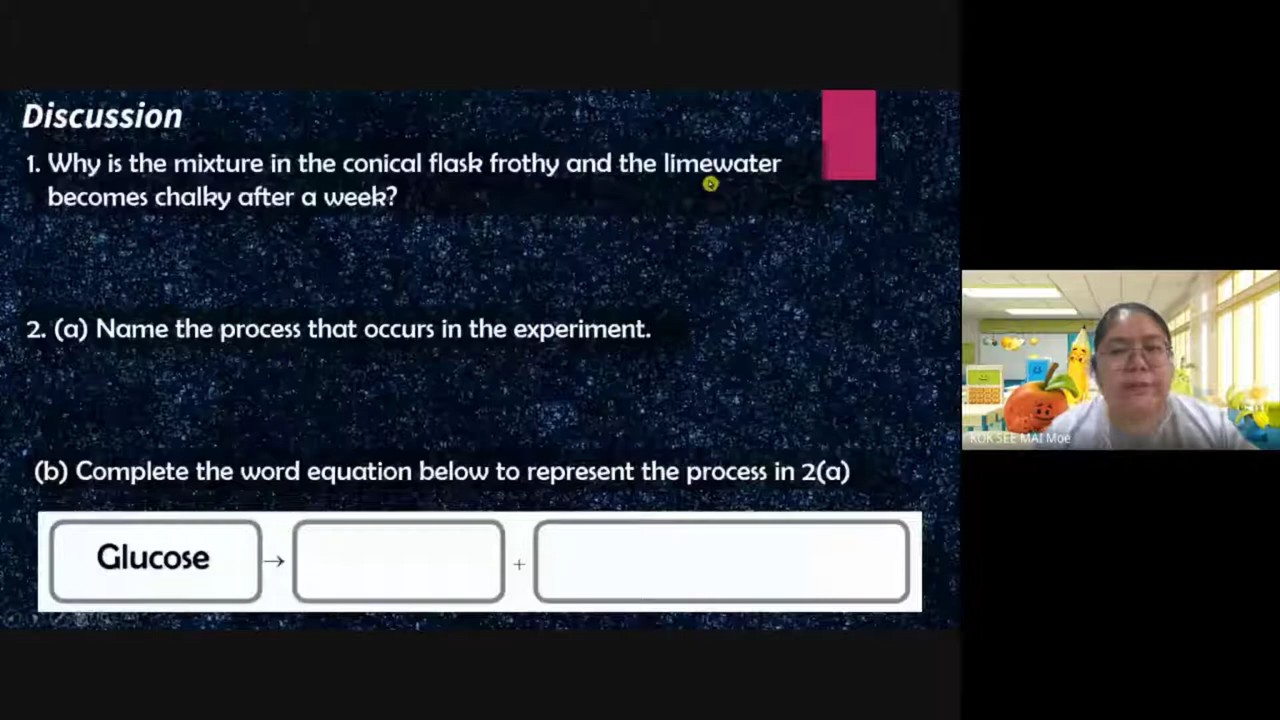 Discussion
1. Why is the mixture in the conical flask frothy and the limewater
becomes chalky after a week?
2. (a) Name the process that occurs in the experiment.
(b) Complete the word equation below to represent the process in 2(a)
Glucose → +
KUK SEE MAI Moe